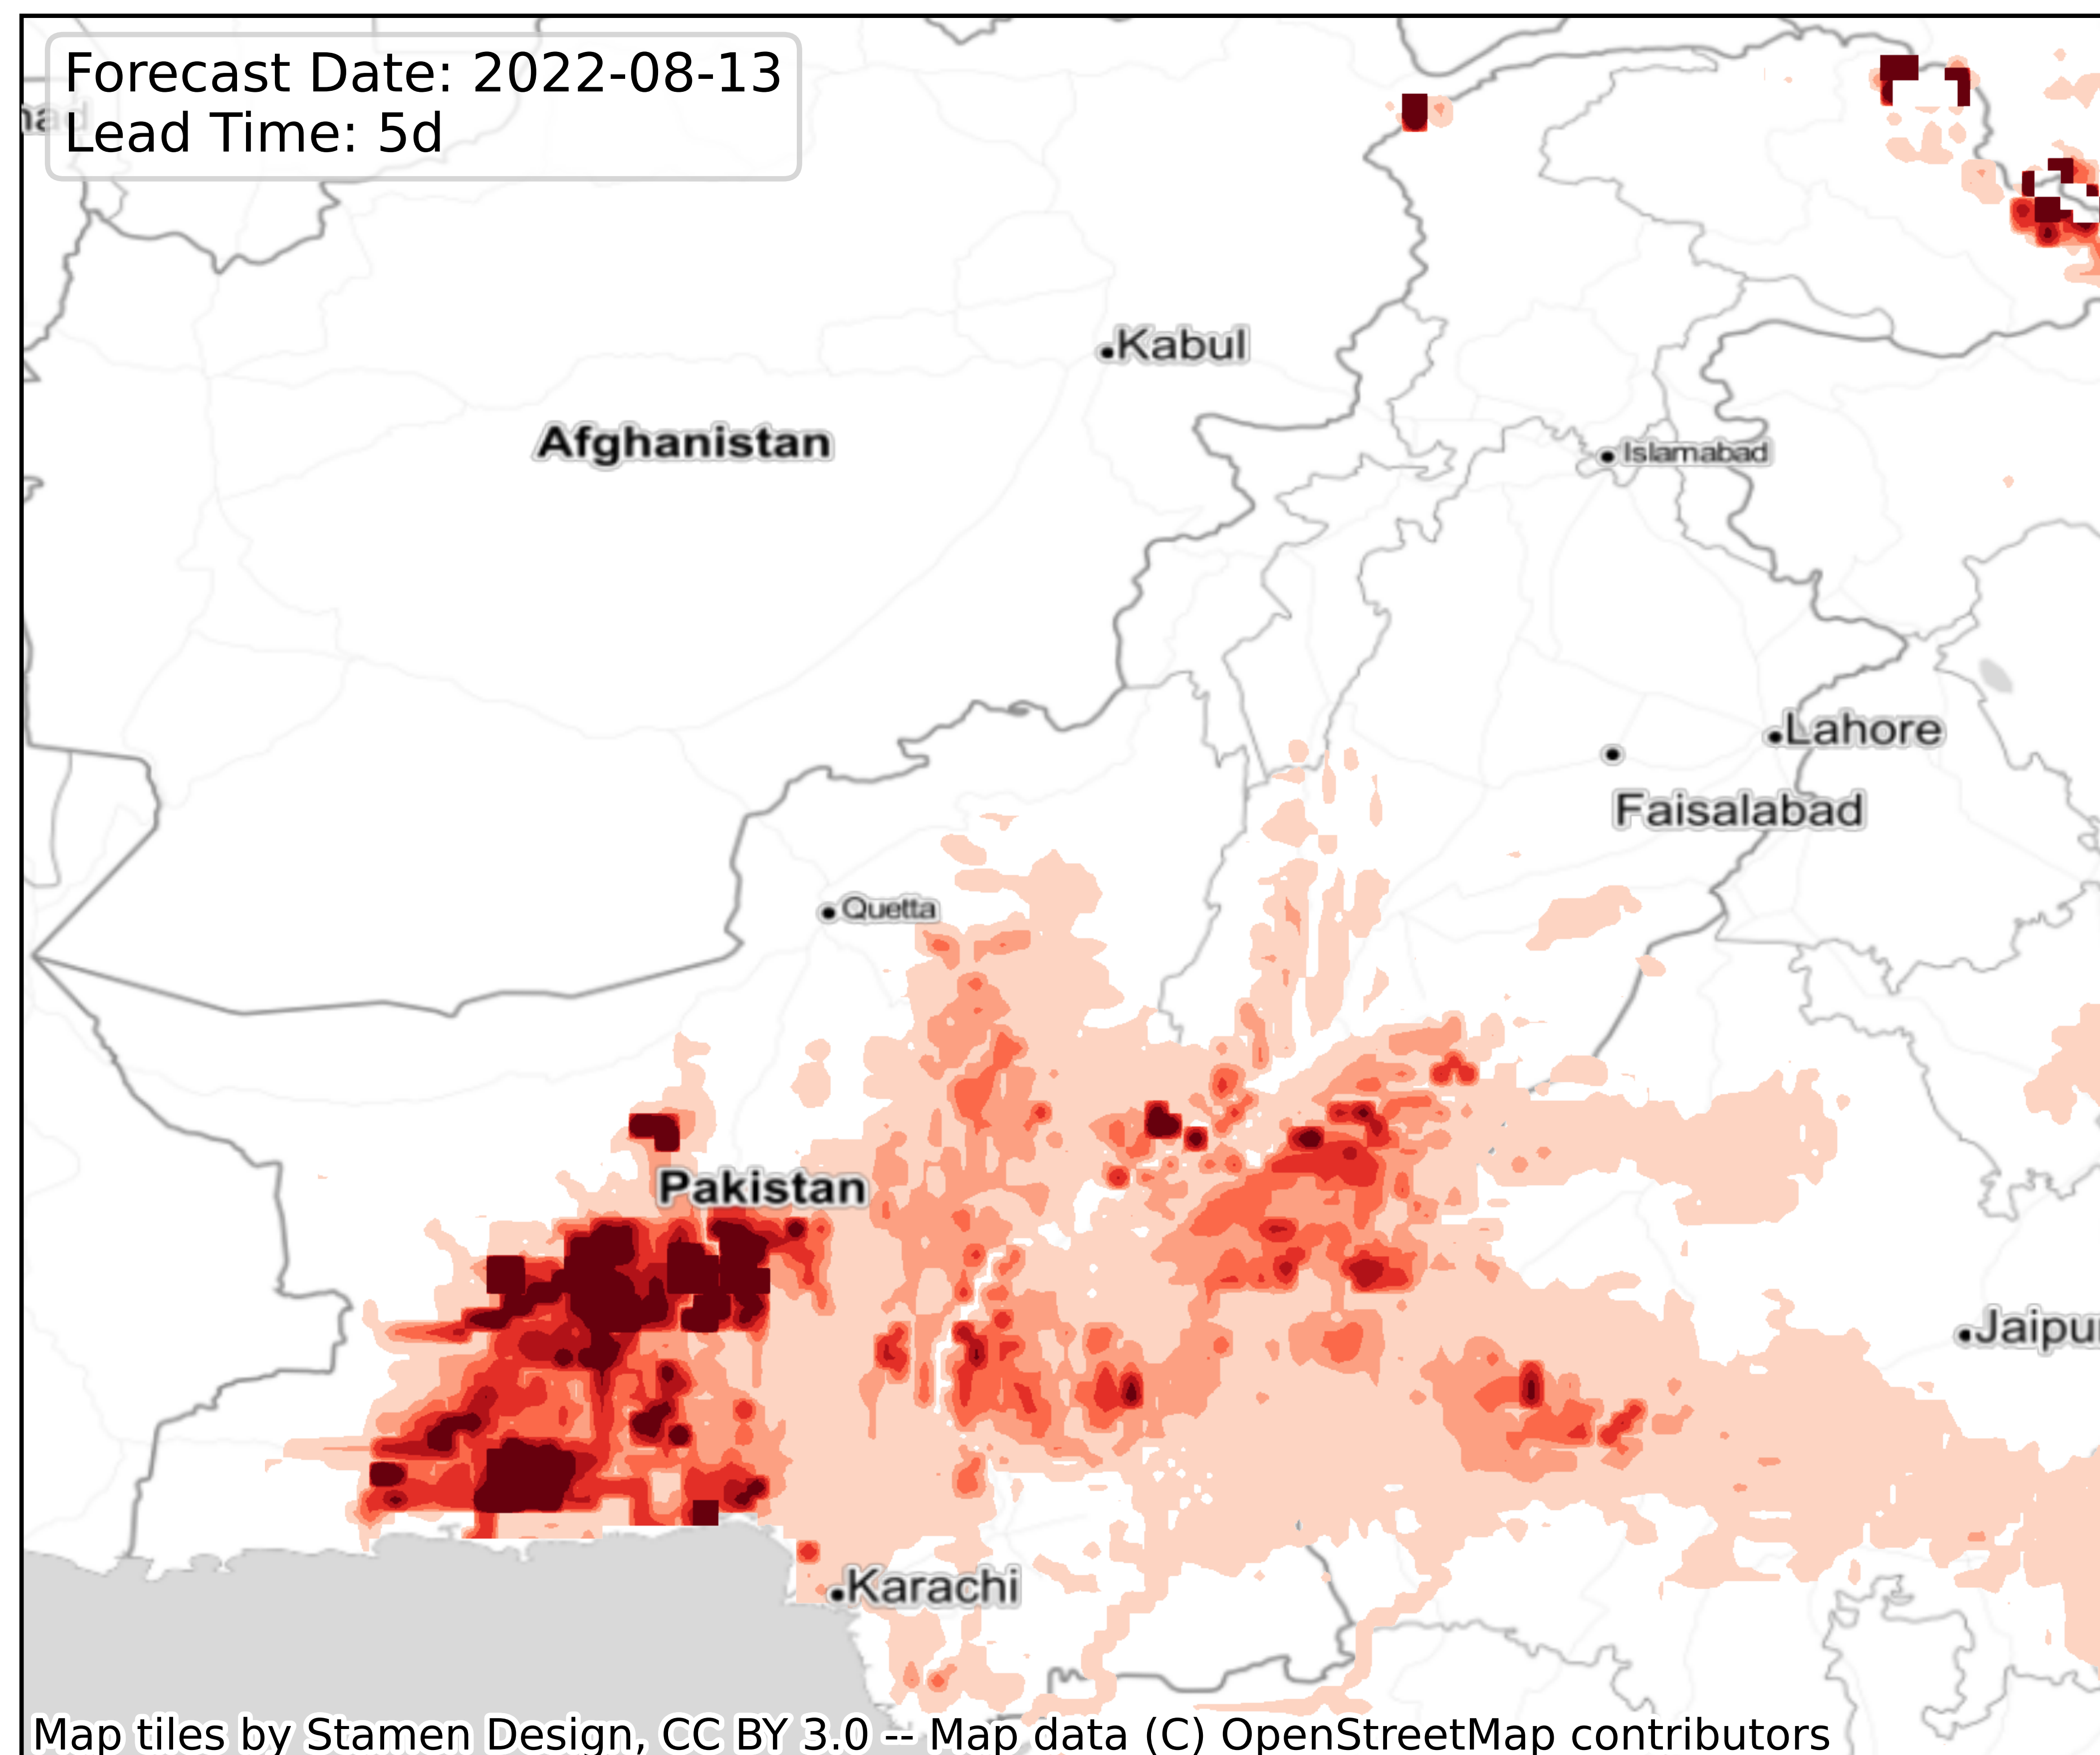 Forecast Date: 2022-08-13
Lead Time: 5d
Kabul
Afghanistan
Islamabad
Lahore
Faisalabad
Quetta
Pakistan
Jaipu
Karachi
Map tiles by Stamen Design, CC BY 3.0 -- Map data (C) OpenStreetMap contributors